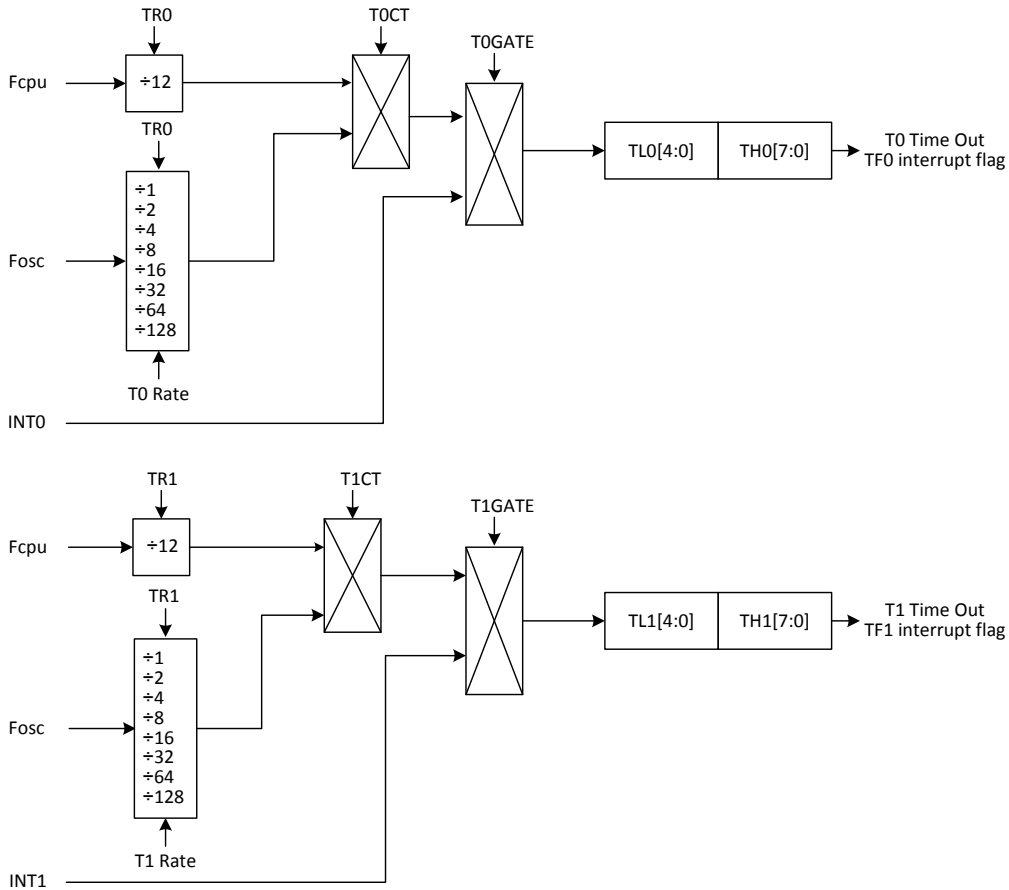 TR0
T0CT
T0GATE
Fcpu
÷12
TR0
TL0[4:0]
TH0[7:0]
T0 Time Out
TF0 interrupt flag
÷1
÷2
÷4
÷8
÷16
÷32
÷64
÷128
Fosc
T0 Rate
INT0
TR1
T1CT
T1GATE
Fcpu
÷12
TR1
TL1[4:0]
TH1[7:0]
T1 Time Out
TF1 interrupt flag
÷1
÷2
÷4
÷8
÷16
÷32
÷64
÷128
Fosc
T1 Rate
INT1